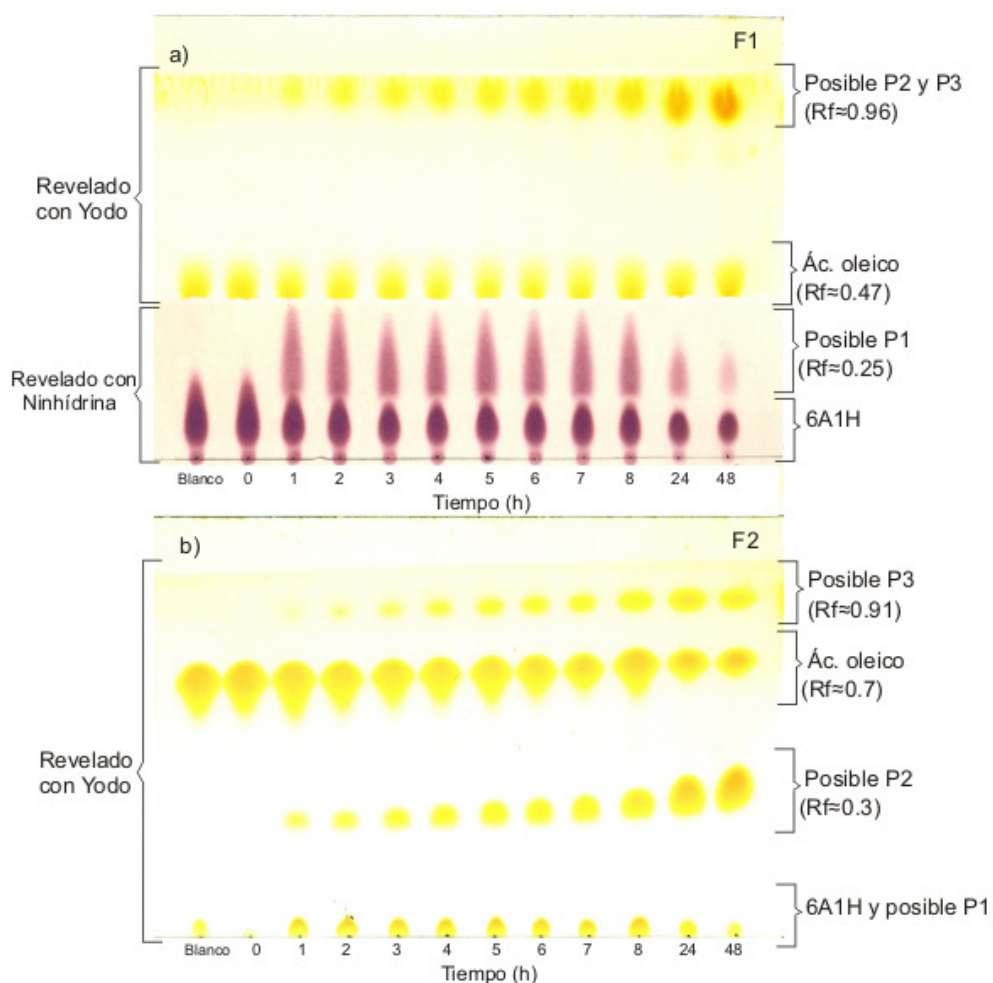 a)
F1
Revelado
con Yodo
Posible P2 y P3
(Rf≈0.96)
Ác. oleico
(Rf≈0.47)
Revelado con
Ninhídrina
Posible P1
(Rf≈0.25)
6A1H
Blanco 0 1 2 3 4 5 6 7 8 24 48
Tiempo (h)
b)
F2
Revelado
con Yodo
Posible P3
(Rf≈0.91)
Ác. oleico
(Rf≈0.7)
Posible P2
(Rf≈0.3)
6A1H y posible P1
Blanco 0 1 2 3 4 5 6 7 8 24 48
Tiempo (h)